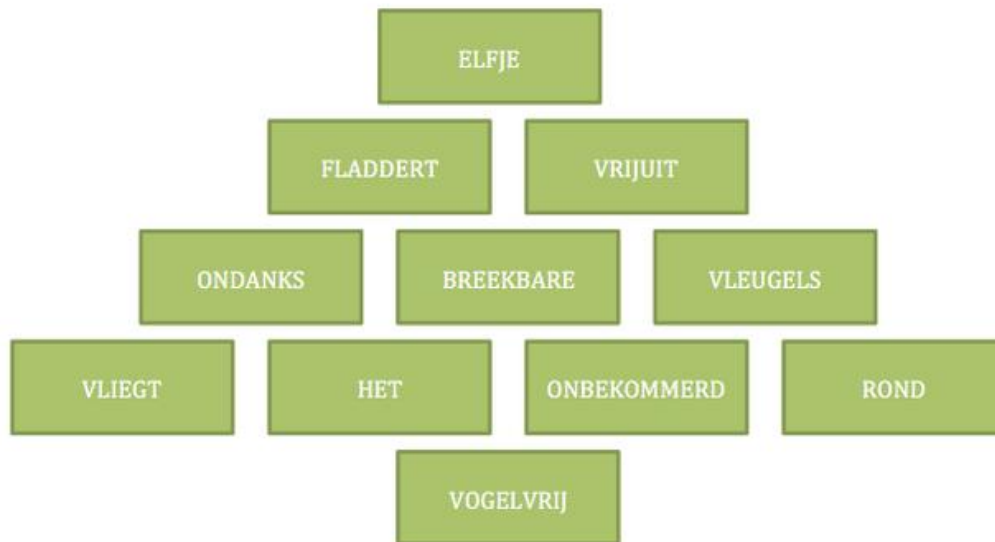 ELFJE
FLADDERT VRIJUIT
ONDANKS BREEKBARE VLEUGELS
VLIEGT HET ONBEKOMMERD ROND
VOGELVRIJ